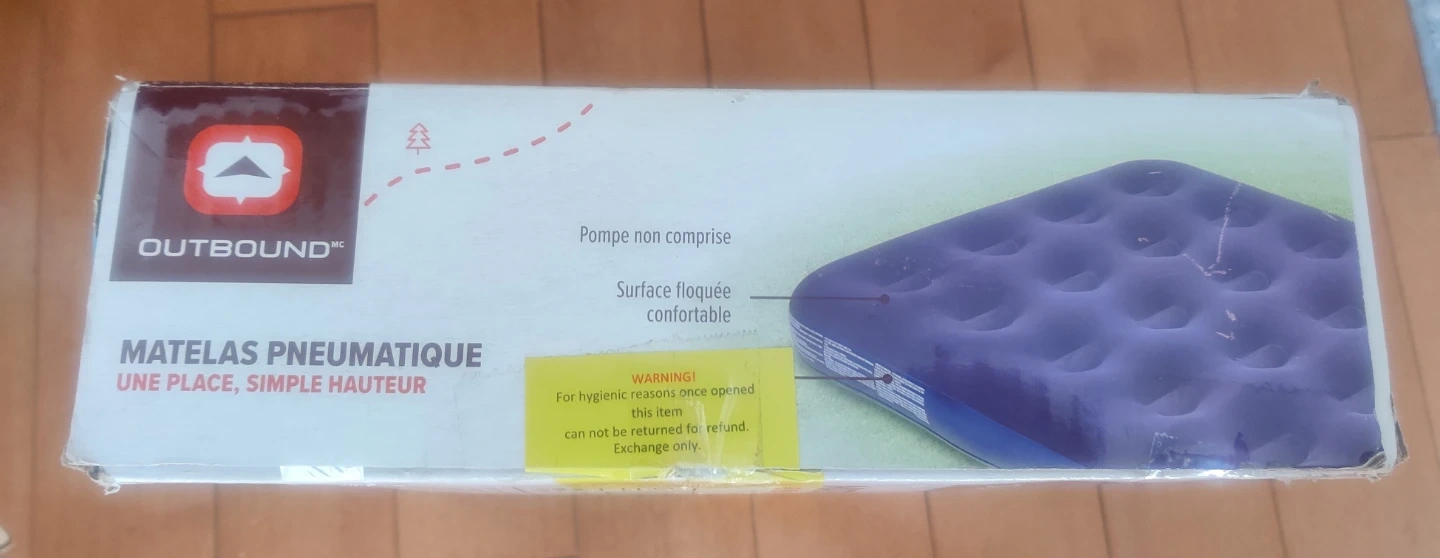 OUTBOUND MC
MATELAS PNEUMATIQUE
UNE PLACE, SIMPLE HAUTEUR
Pompe non comprise
Surface floquée
confortable
WARNING!
For hygienic reasons once opened
this item
can not be returned for refund.
Exchange only.